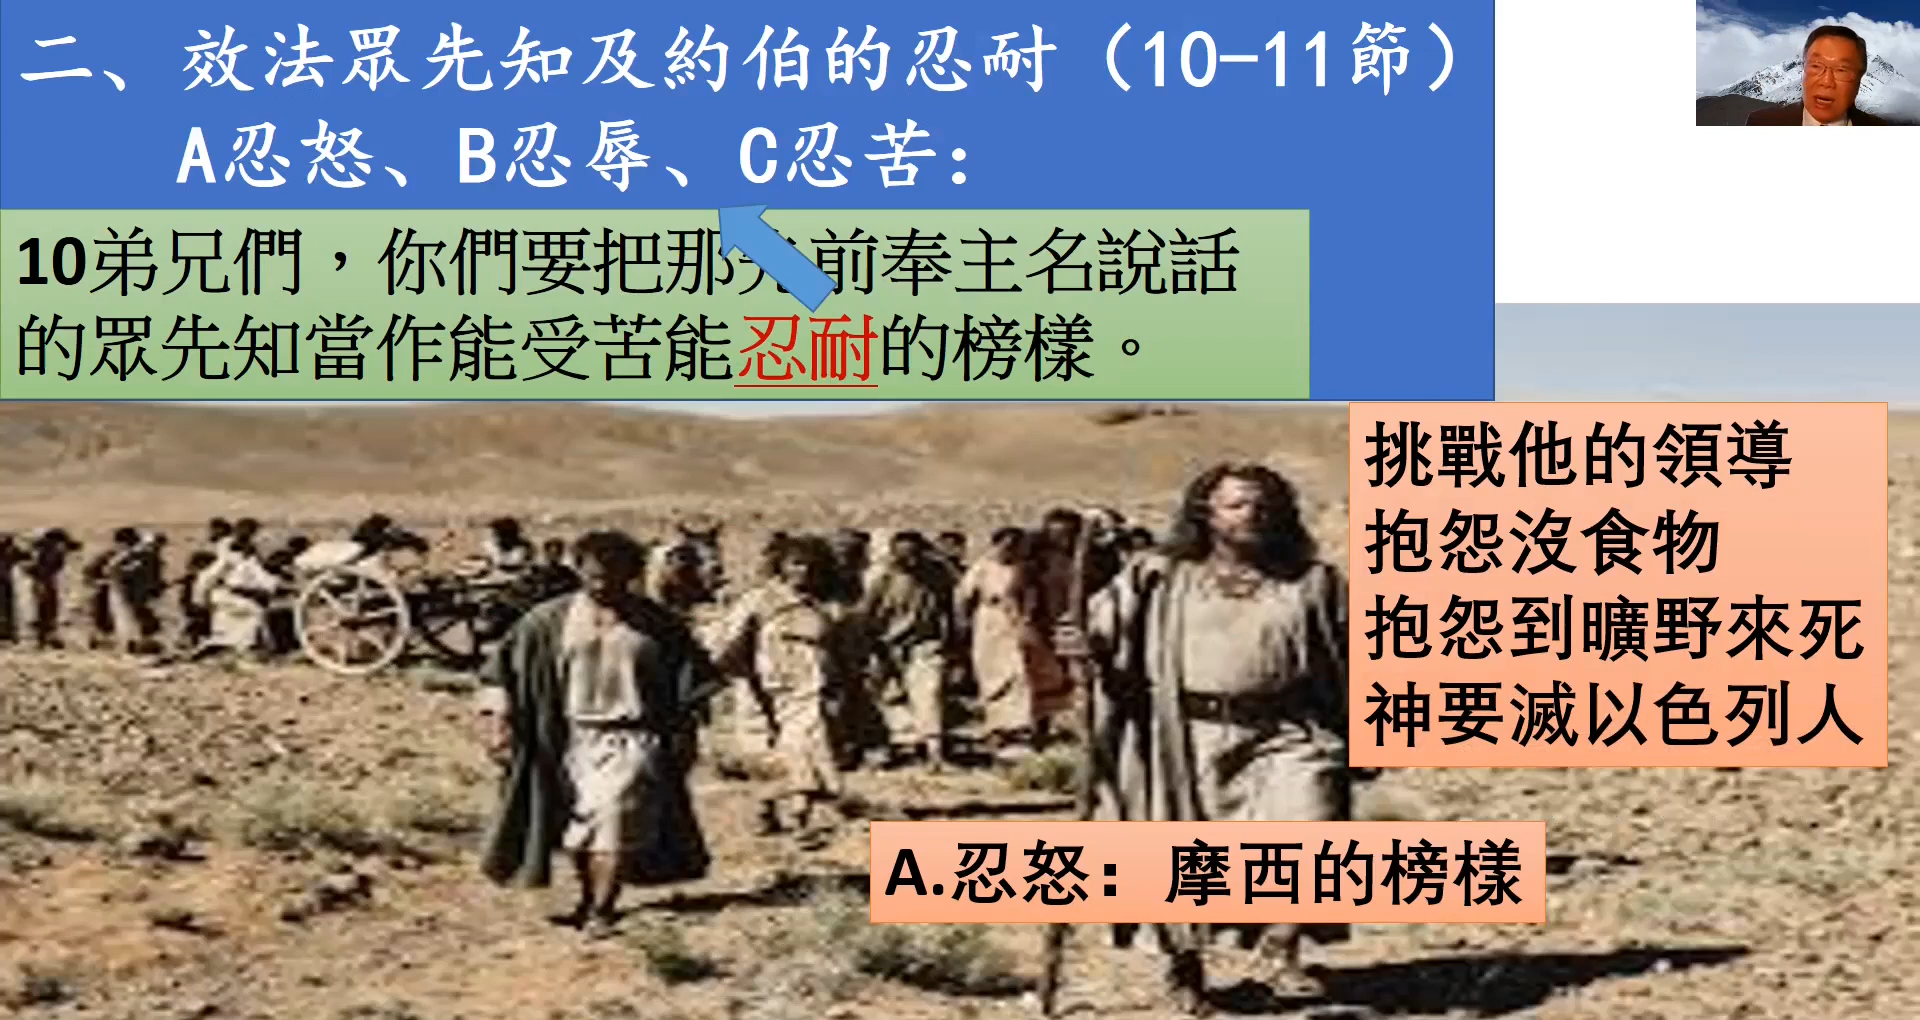 二、效法眾先知及約伯的忍耐（10-11節）
A忍怒、B忍辱、C忍苦：
10弟兄們，你們要把那先前奉主名說話
的眾先知當作能受苦能忍耐的榜樣。
挑戰他的領導
抱怨沒食物
抱怨到曠野來死
神要滅以色列人
A.忍怒：摩西的榜樣